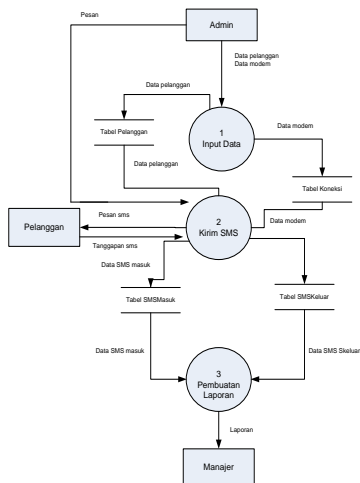 Pesan
Admin
Data pelanggan
Data modem
Data pelanggan
Tabel Pelanggan
1
Input Data
Data modem
Data pelanggan
Tabel Koneksi
Pesan sms
2
Kirim SMS
Data modem
Pelanggan
Tanggapan sms
Data SMS masuk
Tabel SMSMasuk
Tabel SMSKeluar
Data SMS masuk
Data SMS Skeluar
3
Pembuatan
Laporan
Laporan
Manajer